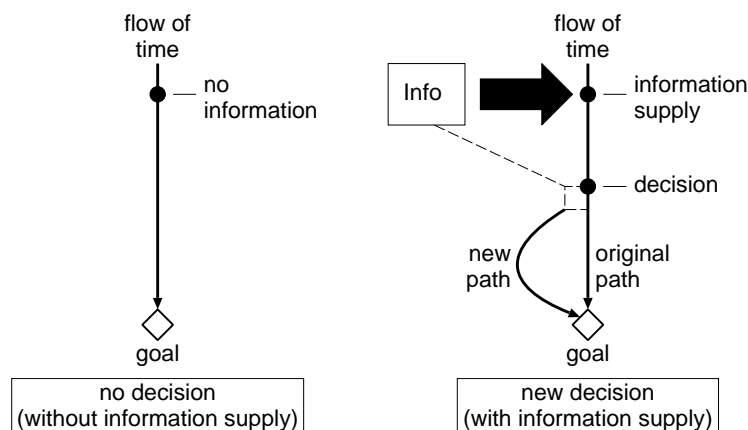 flow of
time
no
information
goal
no decision
(without information supply)
flow of
time
Info
information
supply
decision
new
path
original
path
goal
new decision
(with information supply)